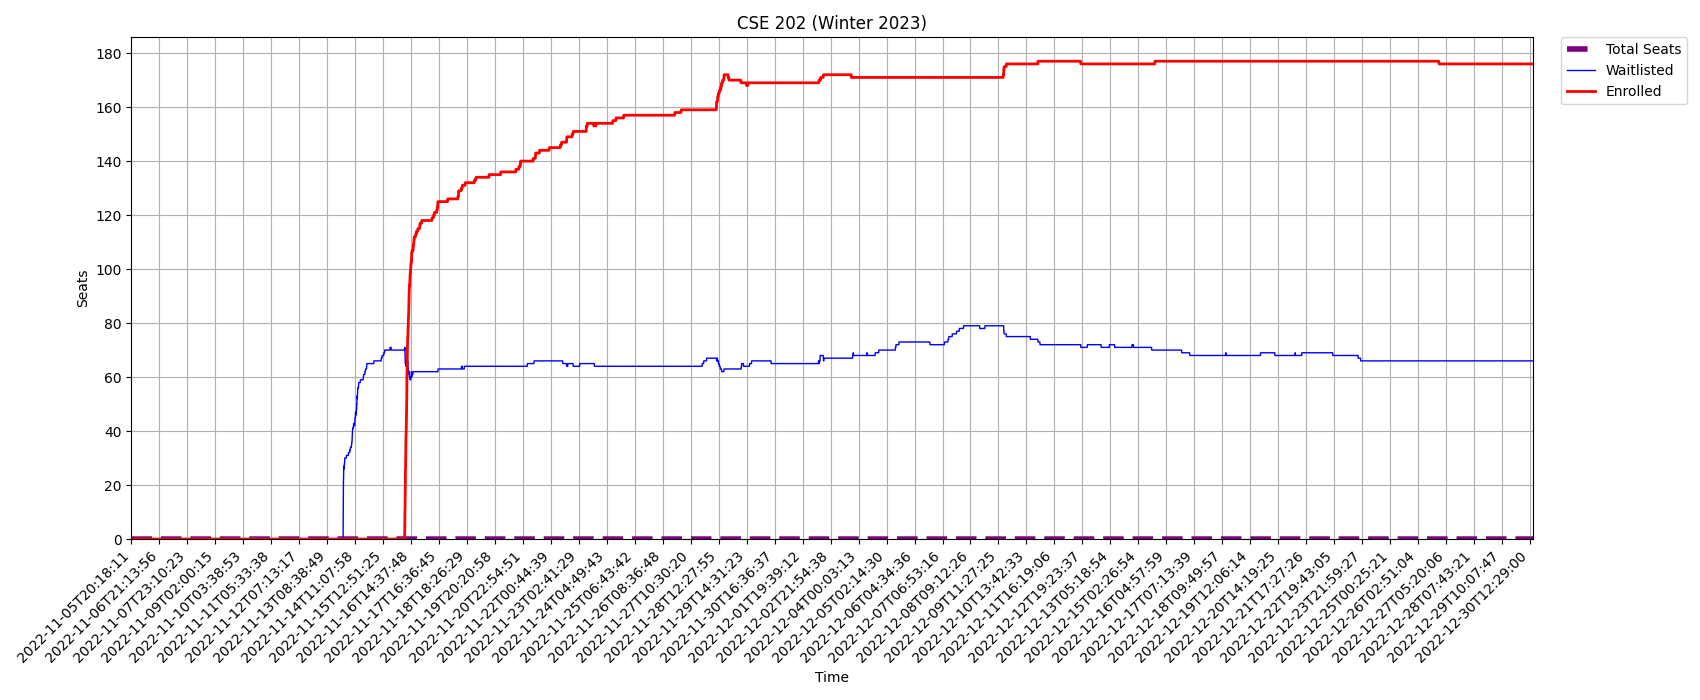 CSE 202 (Winter 2023)
Total Seats
Waitlisted
Enrolled
Seats
180
160
140
120
100
80
60
40
20
0
2022-11-05T20:18:11
2022-11-06T21:13:56
2022-11-07T23:10:23
2022-11-09T02:00:15
2022-11-10T03:38:53
2022-11-11T05:33:38
2022-11-12T07:13:17
2022-11-13T08:38:49
2022-11-14T11:07:58
2022-11-15T12:51:25
2022-11-16T14:37:48
2022-11-17T16:36:45
2022-11-18T18:26:29
2022-11-19T20:20:58
2022-11-20T22:54:51
2022-11-22T00:44:39
2022-11-23T02:41:29
2022-11-24T04:49:43
2022-11-25T06:43:42
2022-11-26T08:36:48
2022-11-27T10:30:20
2022-11-28T12:27:55
2022-11-29T14:31:23
2022-11-30T16:36:37
2022-12-01T19:39:12
2022-12-02T21:54:38
2022-12-04T00:03:13
2022-12-05T02:14:30
2022-12-06T04:34:36
2022-12-07T06:53:16
2022-12-08T09:12:26
2022-12-09T11:27:25
2022-12-10T13:42:33
2022-12-11T16:19:06
2022-12-12T19:23:37
2022-12-13T05:18:54
2022-12-15T02:26:54
2022-12-16T04:57:59
2022-12-17T07:13:39
2022-12-18T09:49:57
2022-12-19T12:06:14
2022-12-20T14:19:25
2022-12-21T17:27:26
2022-12-22T19:43:05
2022-12-23T21:59:27
2022-12-25T00:25:21
2022-12-26T02:51:04
2022-12-27T05:20:06
2022-12-28T07:43:21
2022-12-29T10:07:47
2022-12-30T12:29:00
Time